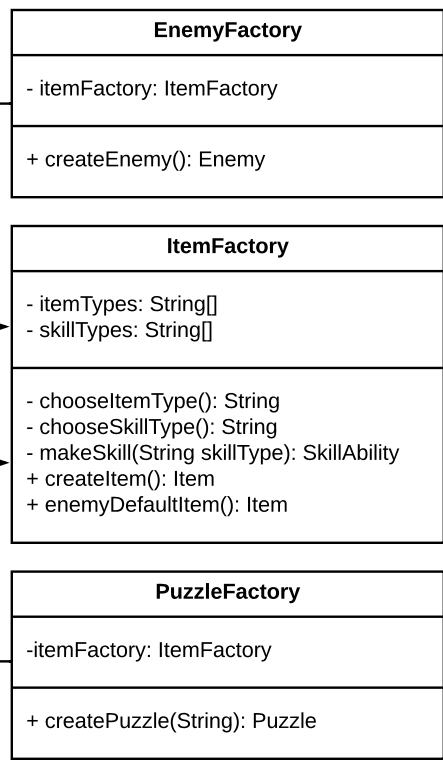 EnemyFactory
- itemFactory: ItemFactory
+ createEnemy(): Enemy
ItemFactory
- itemTypes: String[]
- skillTypes: String[]
- chooseItemType(): String
- chooseSkillType(): String
- makeSkill(String skillType): SkillAbility
+ createItem(): Item
+ enemyDefaultItem(): Item
PuzzleFactory
-itemFactory: ItemFactory
+ createPuzzle(String): Puzzle